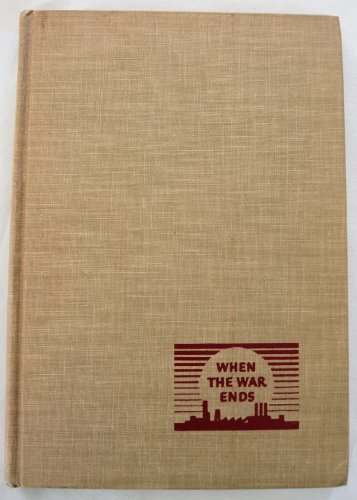 WHEN
THE WAR
ENDS